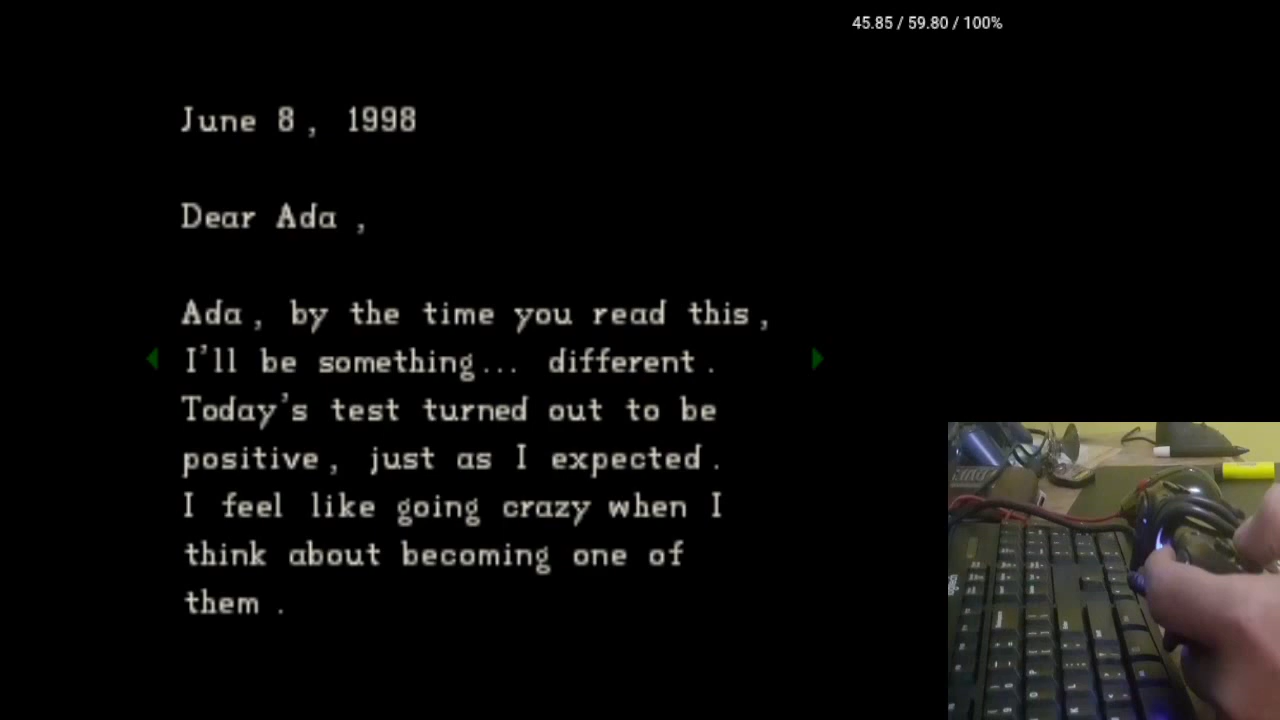 45.85 / 59.80 / 100%
June 8, 1998
Dear Ada,
Ada, by the time you read this,
I'll be something... different.
Today's test turned out to be
positive, just as I expected.
I feel like going crazy when I
think about becoming one of
them.